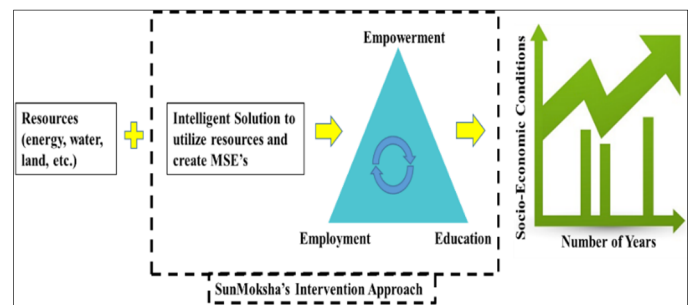 Empowerment
Resources
(energy, water,
land, etc.)
Intelligent Solution to
utilize resources and
create MSE's
Employment
Education
SunMoksha's Intervention Approach
Socio-Economic Conditions
Number of Years